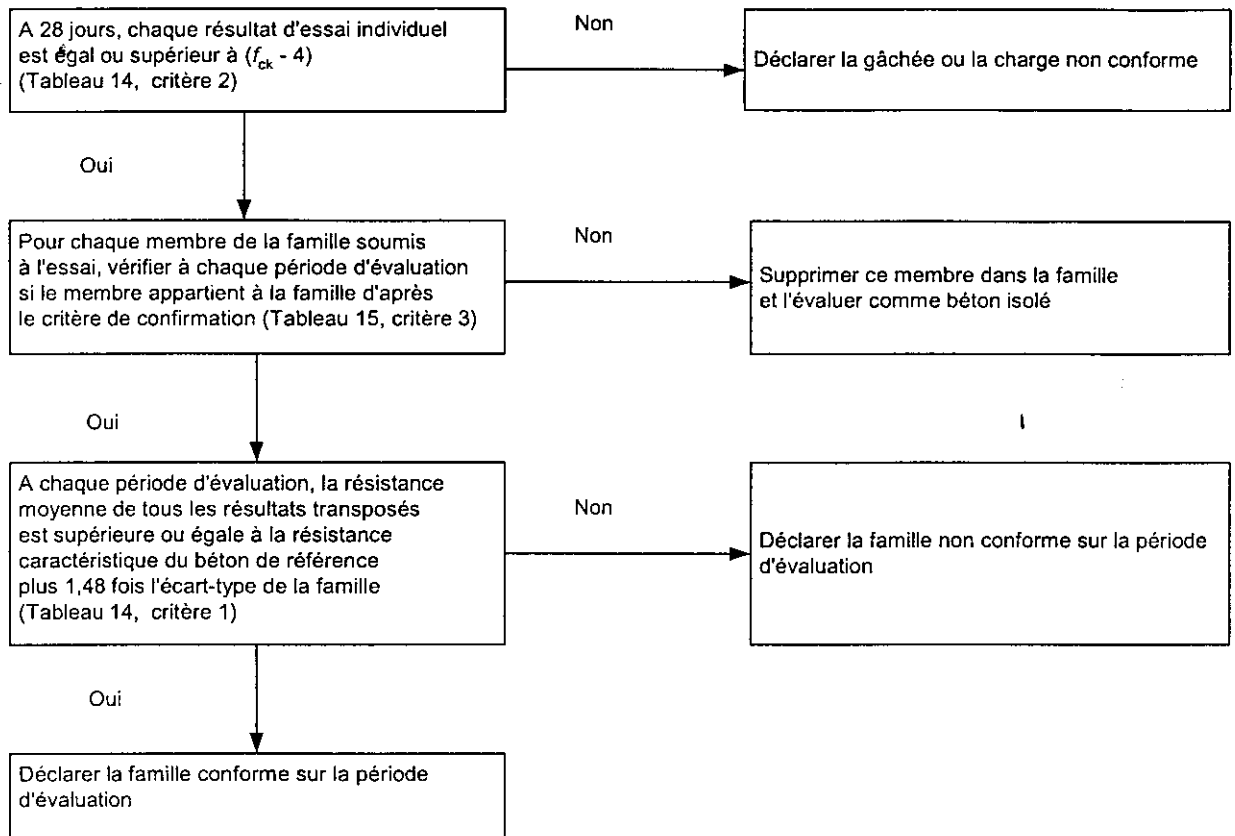 A 28 jours, chaque résultat d'essai individuel
est égal ou supérieur à (fck - 4)
(Tableau 14, critère 2)
Non
Déclarer la gâchée ou la charge non conforme
Oui
Pour chaque membre de la famille soumis
à l'essai, vérifier à chaque période d'évaluation
si le membre appartient à la famille d'après
le critère de confirmation (Tableau 15, critère 3)
Non
Supprimer ce membre dans la famille
et l'évaluer comme béton isolé
Oui
A chaque période d'évaluation, la résistance
moyenne de tous les résultats transposés
est supérieure ou égale à la résistance
caractéristique du béton de référence
plus 1,48 fois l'écart-type de la famille
(Tableau 14, critère 1)
Non
Déclarer la famille non conforme sur la période
d'évaluation
Oui
Déclarer la famille conforme sur la période
d'évaluation